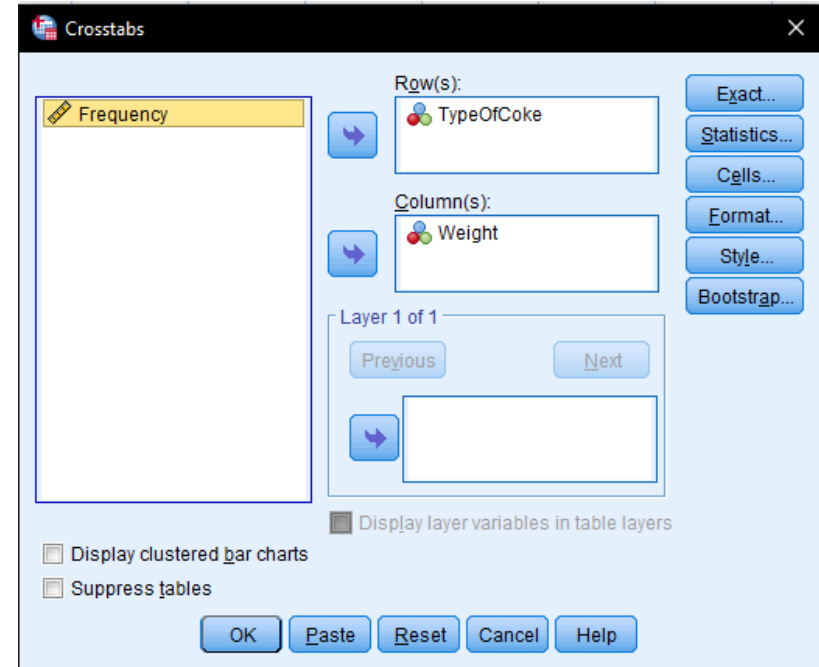 Crosstabs
Frequency
Row(s):
TypeOfCoke
Column(s):
Weight
Layer 1 of 1
Previous
Next
Display layer variables in table layers
Display clustered bar charts
Suppress tables
Exact...
Statistics...
Cells...
Format...
Style...
Bootstrap...
OK
Paste
Reset
Cancel
Help